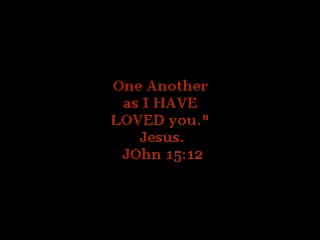 One Another
as I HAVE
LOVED you."
Jesus.
JOhn 15:12